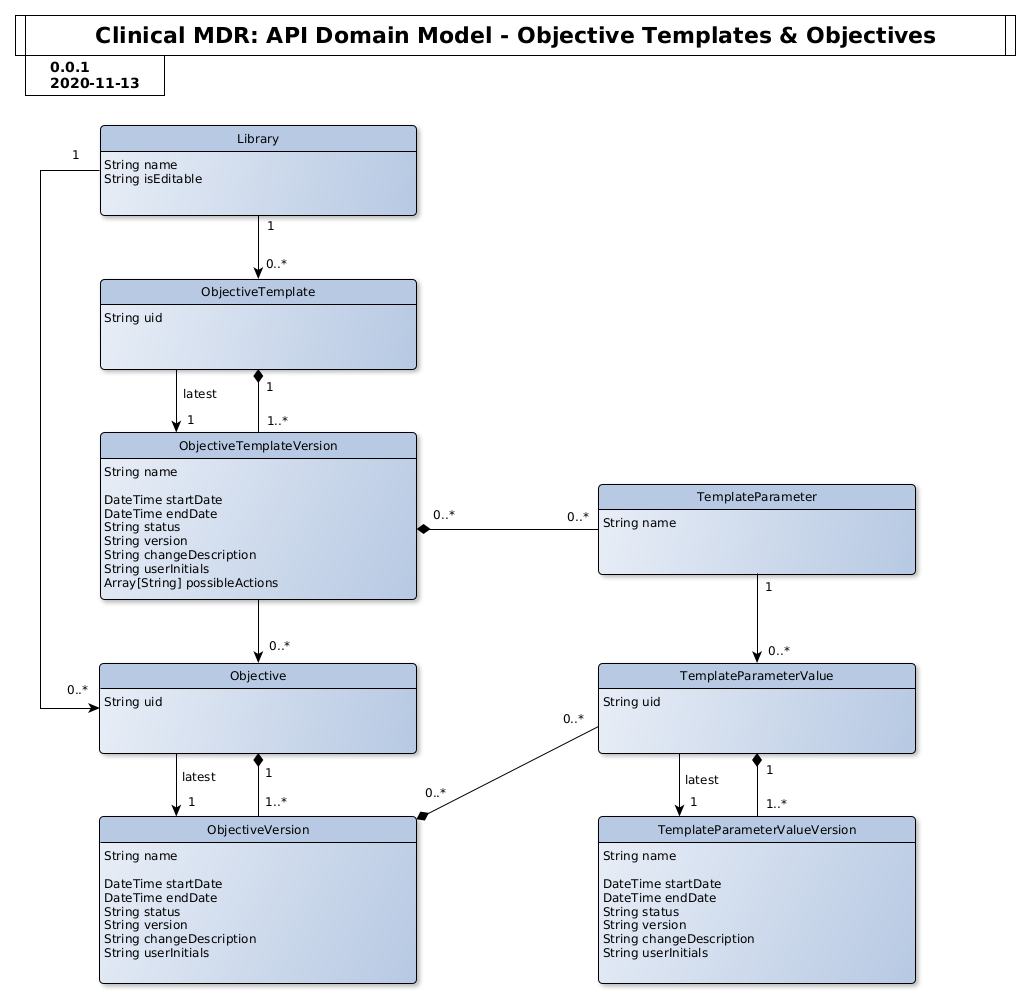 Clinical MDR: API Domain Model - Objective Templates & Objectives
0.0.1
2020-11-13
Library
String name
String isEditable
1
1
0..*
ObjectiveTemplate
String uid
latest
1
1
1..*
ObjectiveTemplateVersion
String name
DateTime startDate
DateTime endDate
String status
String version
String changeDescription
String userInitials
Array[String] possibleActions
0..*
0..*
TemplateParameter
String name
1
0..*
0..*
0..*
Objective
String uid
latest
1
1
1..*
TemplateParameterValue
String uid
0..*
0..*
latest
1
1
1..*
ObjectiveVersion
String name
DateTime startDate
DateTime endDate
String status
String version
String changeDescription
String userInitials
TemplateParameterValueVersion
String name
DateTime startDate
DateTime endDate
String status
String version
String changeDescription
String userInitials